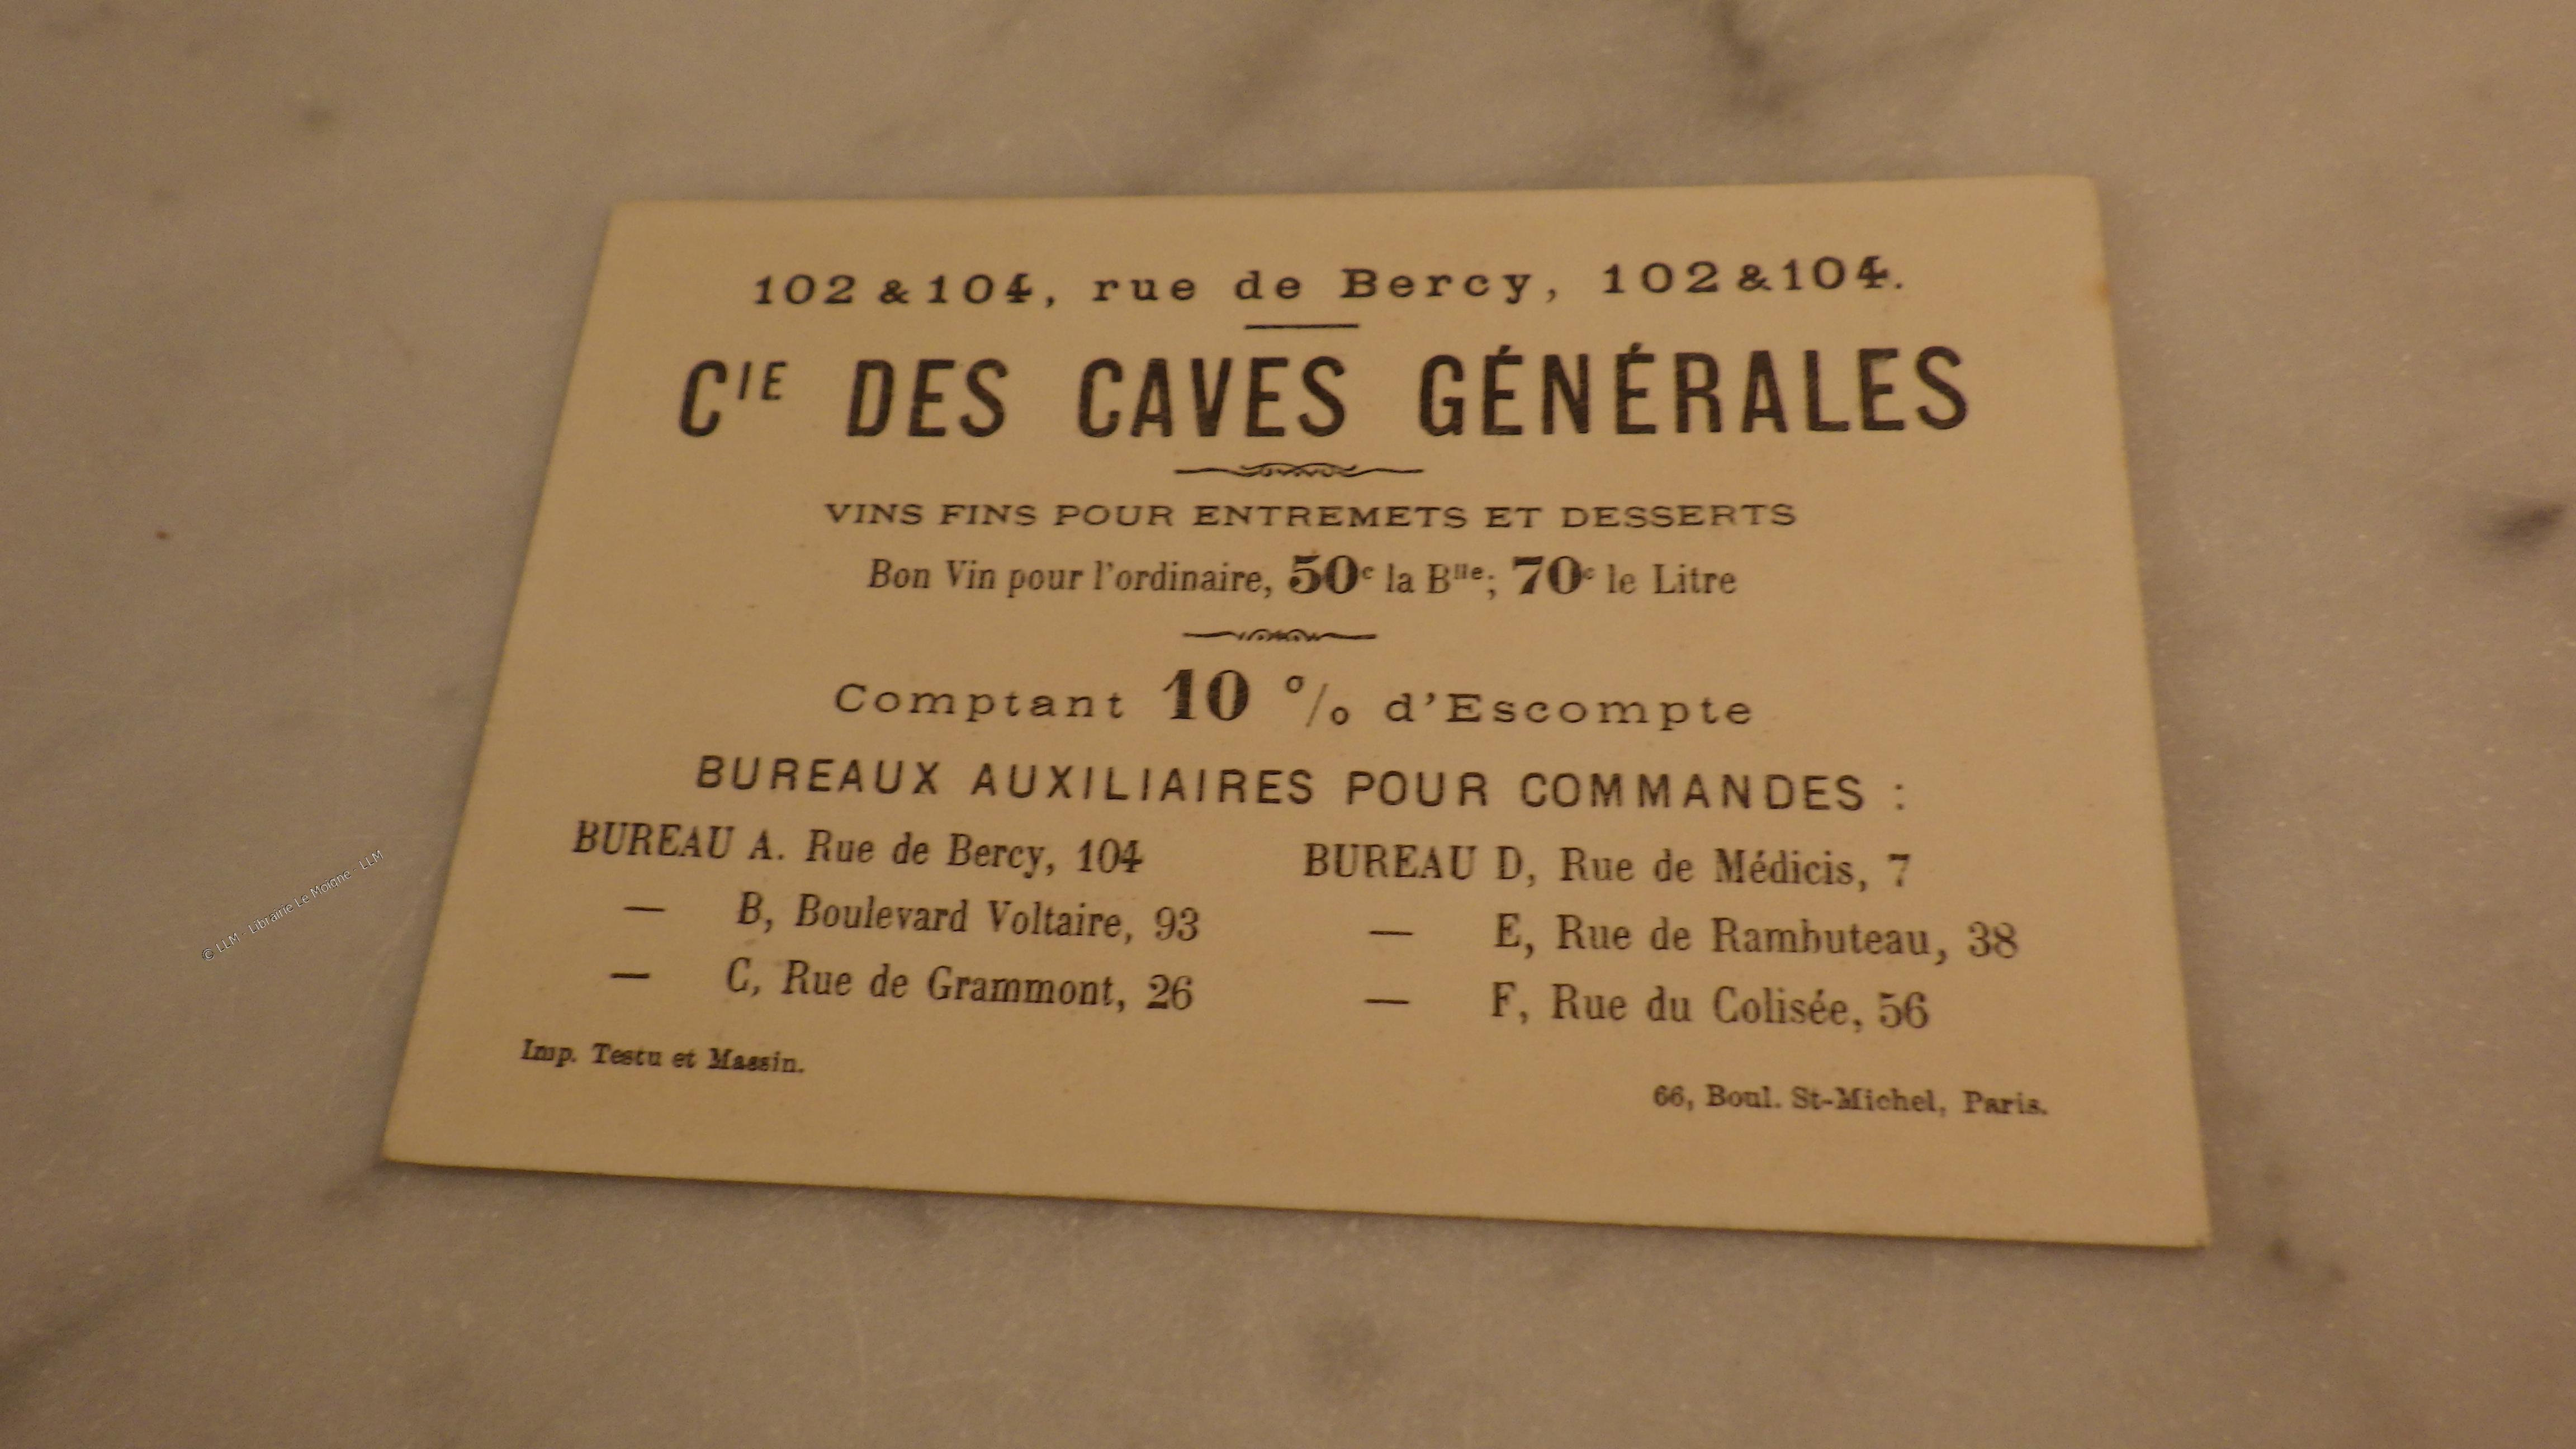 102 & 104, rue de Bercy, 102 & 104.
CIE DES CAVES GÉNÉRALES
VINS FINS POUR ENTREMETS ET DESSERTS
Bon Vin pour l'ordinaire, 50c la Blle; 70c le Litre
Comptant 10 % d'Escompte
BUREAUX AUXILIAIRES POUR COMMANDES :
BUREAU A. Rue de Bercy, 104
— B, Boulevard Voltaire, 93
— C, Rue de Grammont, 26
BUREAU D, Rue de Médicis, 7
— E, Rue de Rambuteau, 38
— F, Rue du Colisée, 56
Imp. Testu et Massin.
66, Boul. St-Michel, Paris.
© LLM - Librairie Le Moigne - LLM